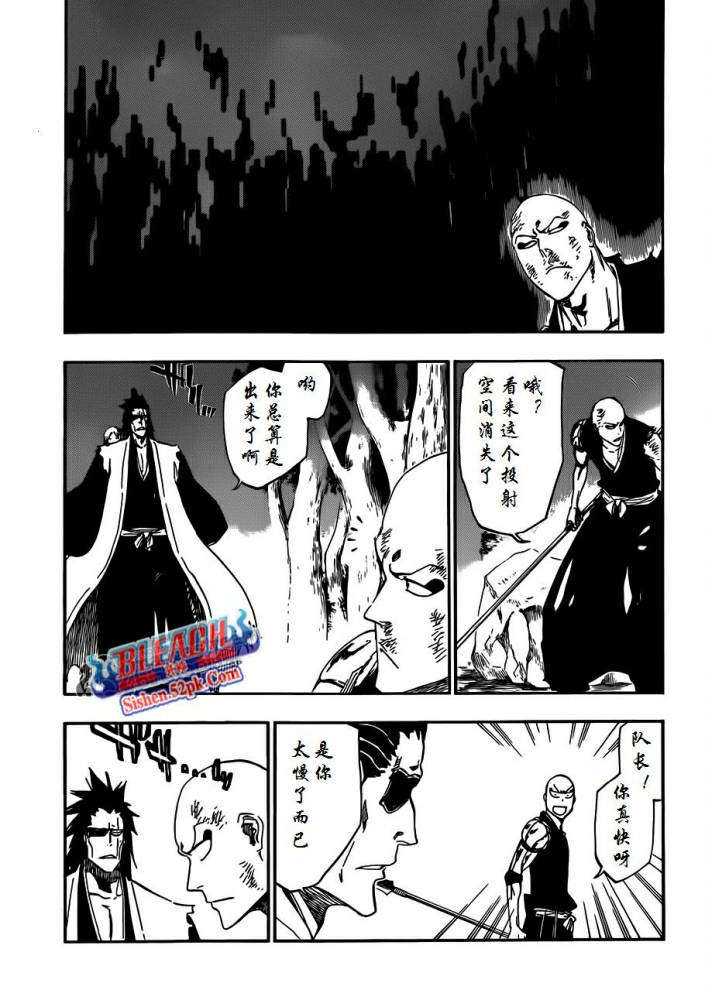 哦？
看来这个投射
空间消失了
哟
你总算是
出来了啊
BLEACH
Sishen.52pk.Com
队长！
你真快呀
是你
太慢了而已